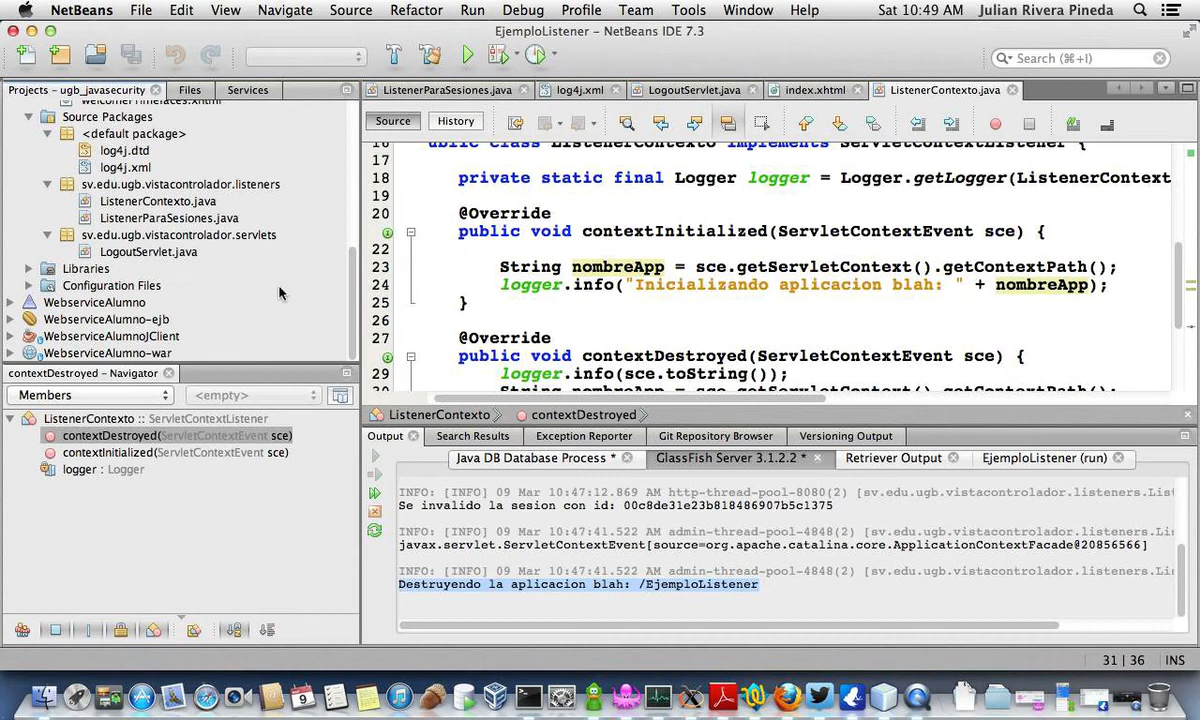 NetBeans File Edit View Navigate Source Refactor Run Debug Profile Team Tools Window Help Sat 10:49 AM Julian Rivera Pineda
EjemploListener - NetBeans IDE 7.3
Search (⌘+I)
Projects - ugb_javasecurity Files Services
Source Packages
<default package>
log4j.dtd
log4j.xml
sv.edu.ugb.vistacontrolador.listeners
ListenerContexto.java
ListenerParaSesiones.java
sv.edu.ugb.vistacontrolador.servlets
LogoutServlet.java
Libraries
Configuration Files
WebserviceAlumno
WebserviceAlumno-ejb
WebserviceAlumnoJClient
WebserviceAlumno-war
contextDestroyed - Navigator
Members <empty>
ListenerContexto :: ServletContextListener
contextDestroyed(ServletContextEvent sce)
contextInitialized(ServletContextEvent sce)
logger : Logger
ListenerParaSesiones.java log4j.xml LogoutServlet.java index.xhtml ListenerContexto.java
Source History
17
18 private static final Logger logger = Logger.getLogger(ListenerContext
19
20 @Override
public void contextInitialized(ServletContextEvent sce) {
22
23 String nombreApp = sce.getServletContext().getContextPath();
24 logger.info("Inicializando aplicacion blah: " + nombreApp);
25 }
26
27 @Override
public void contextDestroyed(ServletContextEvent sce) {
29 logger.info(sce.toString());
ListenerContexto contextDestroyed
Output Search Results Exception Reporter Git Repository Browser Versioning Output
Java DB Database Process * GlassFish Server 3.1.2.2 * Retriever Output EjemploListener (run)
INFO: [INFO] 09 Mar 10:47:12.869 AM http-thread-pool-8080(2) [sv.edu.ugb.vistacontrolador.listeners.List
Se invalido la sesion con id: 00c8de31e23b818486907b5c1375
INFO: [INFO] 09 Mar 10:47:41.522 AM admin-thread-pool-4848(2) [sv.edu.ugb.vistacontrolador.listeners.Li
javax.servlet.ServletContextEvent[source=org.apache.catalina.core.ApplicationContextFacade@20856566]
INFO: [INFO] 09 Mar 10:47:41.522 AM admin-thread-pool-4848(2) [sv.edu.ugb.vistacontrolador.listeners.Li
Destruyendo la aplicacion blah: /EjemploListener
31 | 36 INS